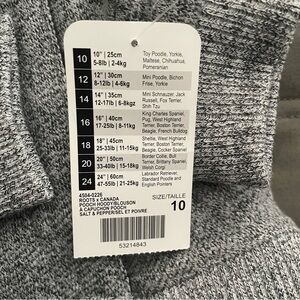 10 10" | 25cm Toy Poodle, Yorkie,
5-8lb | 2-4kg Maltese, Chihuahua,
Pomeranian
12 12" | 30cm Mini Poodle, Bichon
8-12lb | 4-6kg Frise, Yorkie
14 14" | 35cm Mini Schnauzer, Jack
12-17lb | 6-8kgz Russell, Fox Terrier,
Shih Tzu
16 16" | 40cm King Charles Spaniel,
17-25lb | 8-11kg Pug, West Highland
Terrier, Boston Terrier,
Beagle, French Bulldog
18 18" | 45cm Sheltie, West Highland
25-33lb | 11-15kg Terrier, Boston Terrier,
Beagle, Cocker Spaniel
20 20" | 50cm Border Collie, Bull
33-40lb | 15-18kg Terrier, Brittany Spaniel,
Welsh Corgi
24 24" | 60cm Labrador Retriever,
47-55lb | 21-25kg Standard Poodle and
English Pointers
4504-0226
ROOTS x CANADA
POOCH HOODY/BLOUSON
A CAPUCHON POOCH
SALT & PEPPER/SEL ET POIVRE
SIZE/TAILLE
10
53214843